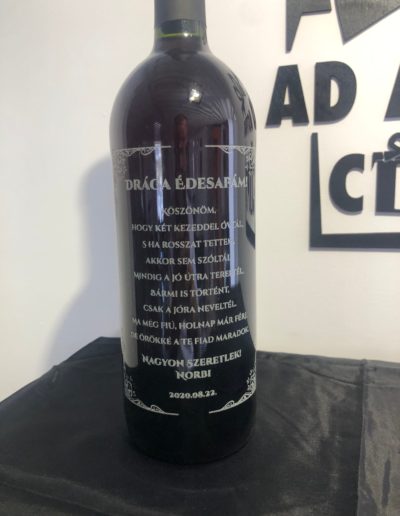 DRÁGA ÉDESAPÁM!
KÖSZÖNÖM,
HOGY KÉT KEZEDDEL ÓVTÁL,
S HA ROSSZAT TETTEM,
AKKOR SEM SZÓLTÁL.
MINDIG A JÓ ÚTRA TERELTÉL,
BÁRMI IS TÖRTÉNT,
CSAK A JÓRA NEVELTÉL.
MA MÉG FIÚ, HOLNAP MÁR FÉRJ,
DE ÖRÖKKÉ A TE FIAD MARADOK.
NAGYON SZERETLEK!
NORBI
2020.08.22.
AD